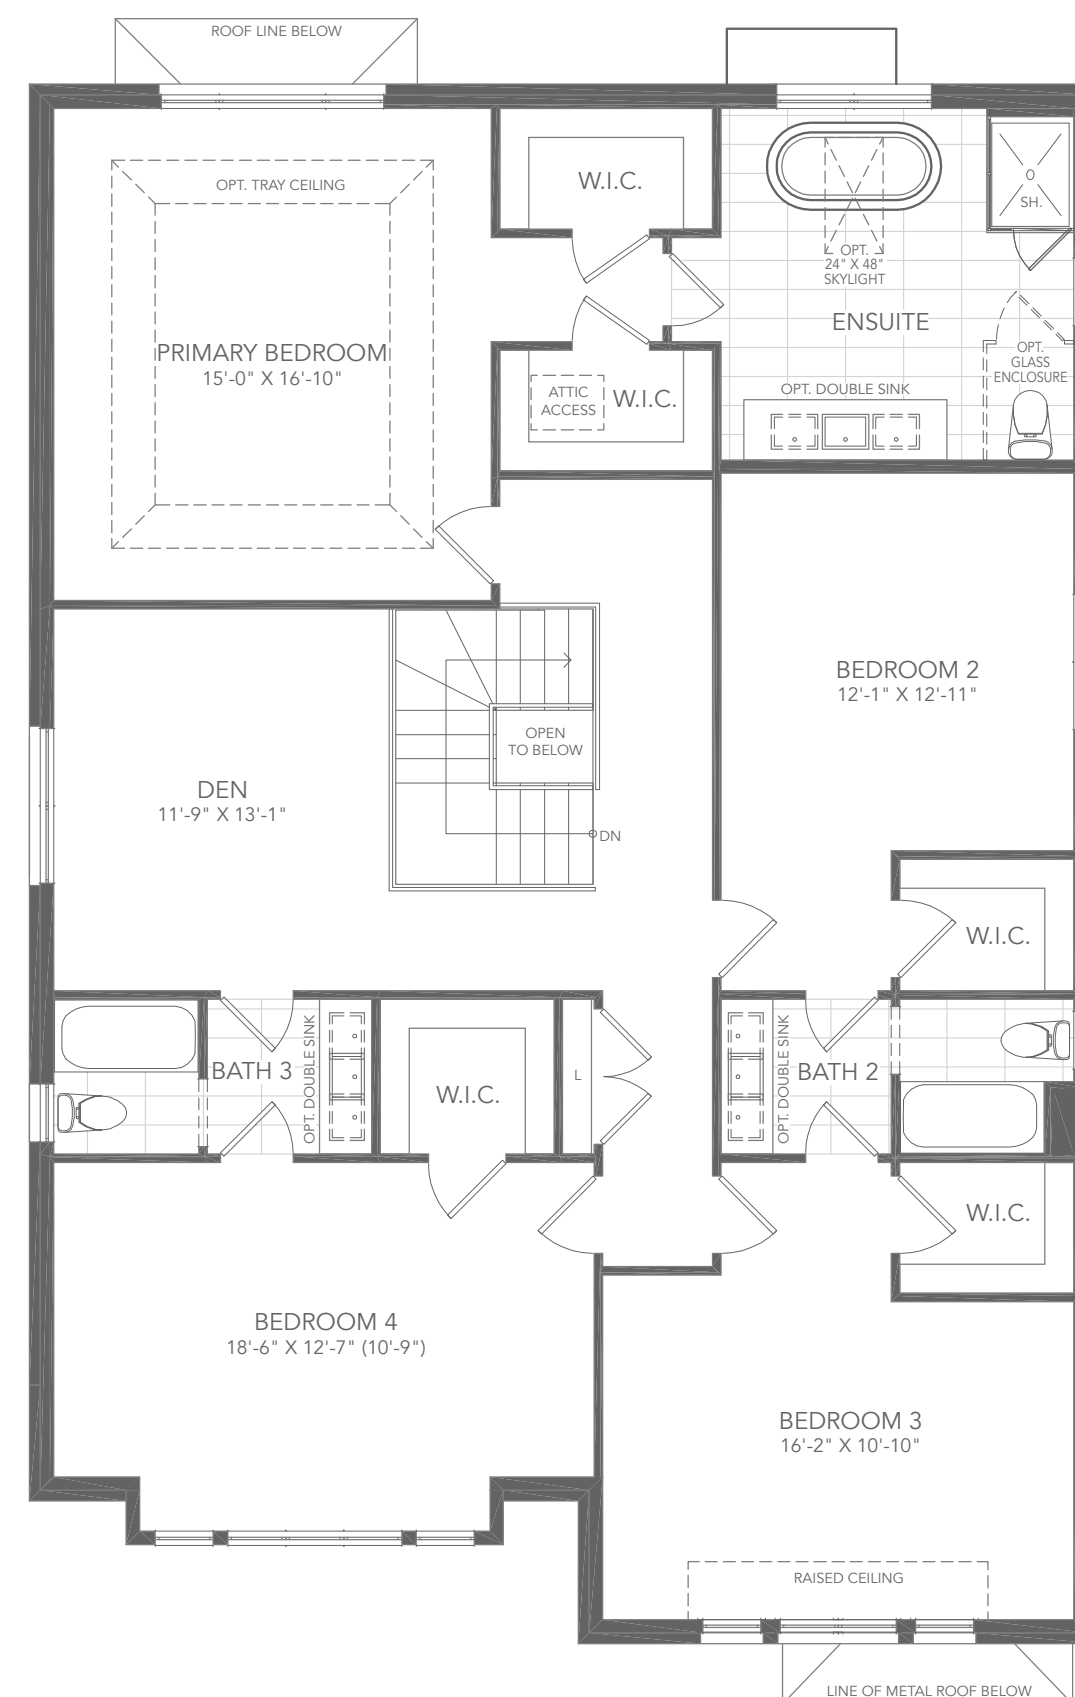 ROOF LINE BELOW
OPT. TRAY CEILING
W.I.C.
SH.
OPT.
24" X 48"
SKYLIGHT
ENSUITE
PRIMARY BEDROOM
15'-0" X 16'-10"
OPT.
GLASS
ENCLOSURE
ATTIC
ACCESS
W.I.C.
OPT. DOUBLE SINK
BEDROOM 2
12'-1" X 12'-11"
OPEN
TO BELOW
DEN
11'-9" X 13'-1"
DN
W.I.C.
BATH 3
OPT. DOUBLE SINK
W.I.C.
L
OPT. DOUBLE SINK
BATH 2
W.I.C.
BEDROOM 4
18'-6" X 12'-7" (10'-9")
BEDROOM 3
16'-2" X 10'-10"
RAISED CEILING
LINE OF METAL ROOF BELOW